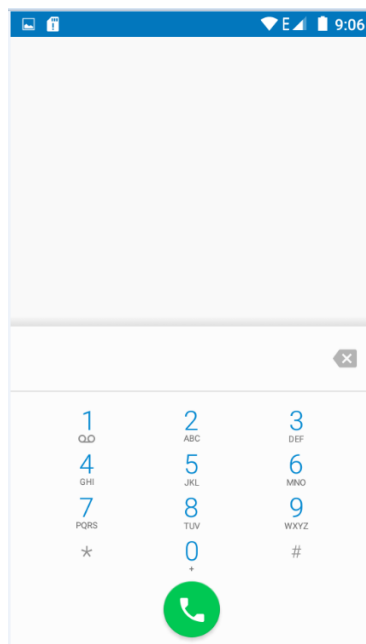 E 9:06
1 2 3
ABC DEF
4 5 6
GHI JKL MNO
7 8 9
PQRS TUV WXYZ
* 0 #
+